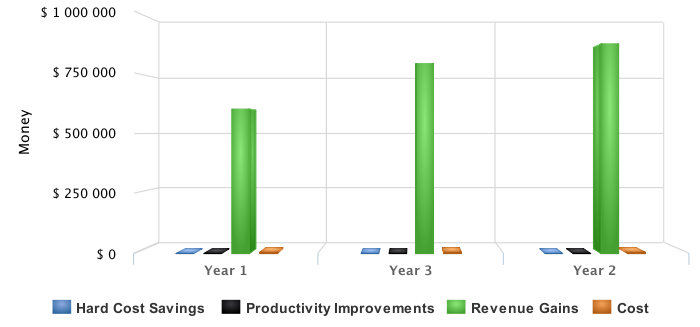 $ 1 000 000
$ 750 000
$ 500 000
$ 250 000
$ 0
Money
Year 1
Year 3
Year 2
Hard Cost Savings
Productivity Improvements
Revenue Gains
Cost